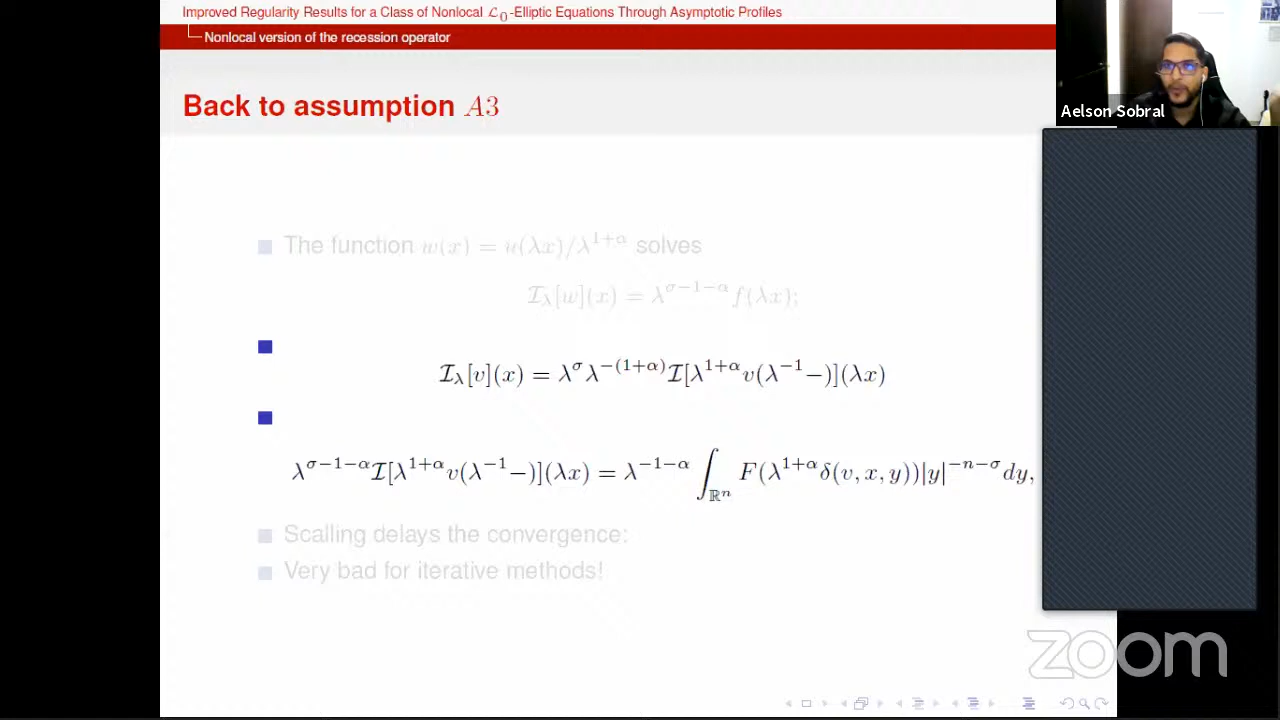 Improved Regularity Results for a Class of Nonlocal 𝓛₀-Elliptic Equations Through Asymptotic Profiles
Nonlocal version of the recession operator
Back to assumption A3
Aelson Sobral
The function w(x) = u(λx)/λ^{1+α} solves
𝓘_λ[w](x) = λ^{σ−1−α} f(λx);
𝓘_λ[v](x) = λ^σ λ^{−(1+α)} 𝓘[λ^{1+α} v(λ^{−1}−)](λx)
λ^{σ−1−α} 𝓘[λ^{1+α} v(λ^{−1}−)](λx) = λ^{−1−α} ∫_{ℝⁿ} F(λ^{1+α} δ(v, x, y))|y|^{−n−σ} dy,
Scalling delays the convergence;
Very bad for iterative methods!
zoom